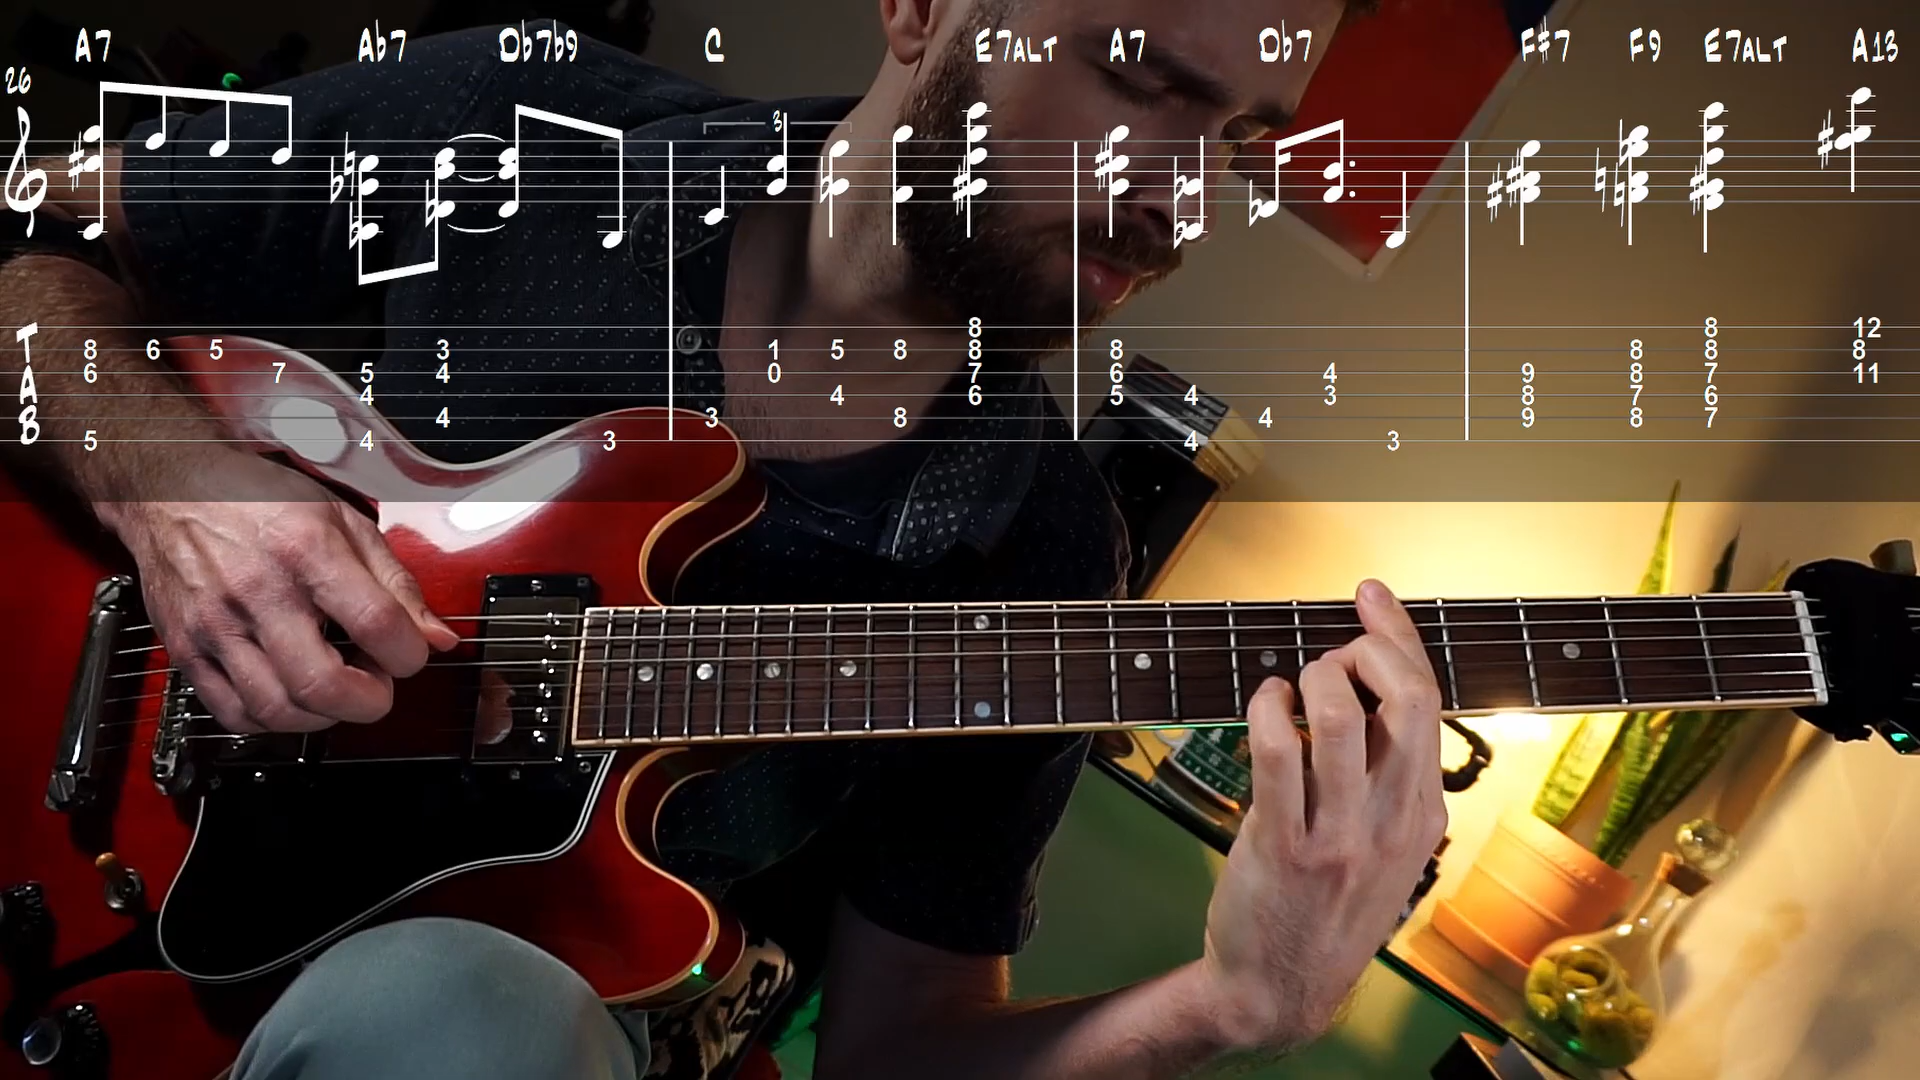 A7 Ab7 Db7b9 C E7ALT A7 Db7 F#7 F9 E7ALT A13
26
3
8 8
8 6 5 3 1 5 8 8 8 8 8 8
6 7 5 4 0 7 6 4 9 8 7 11
4 4 6 5 4 3 8 6
4 3 8 4 9 8 7
5 4 3 4 3
T
A
B
12